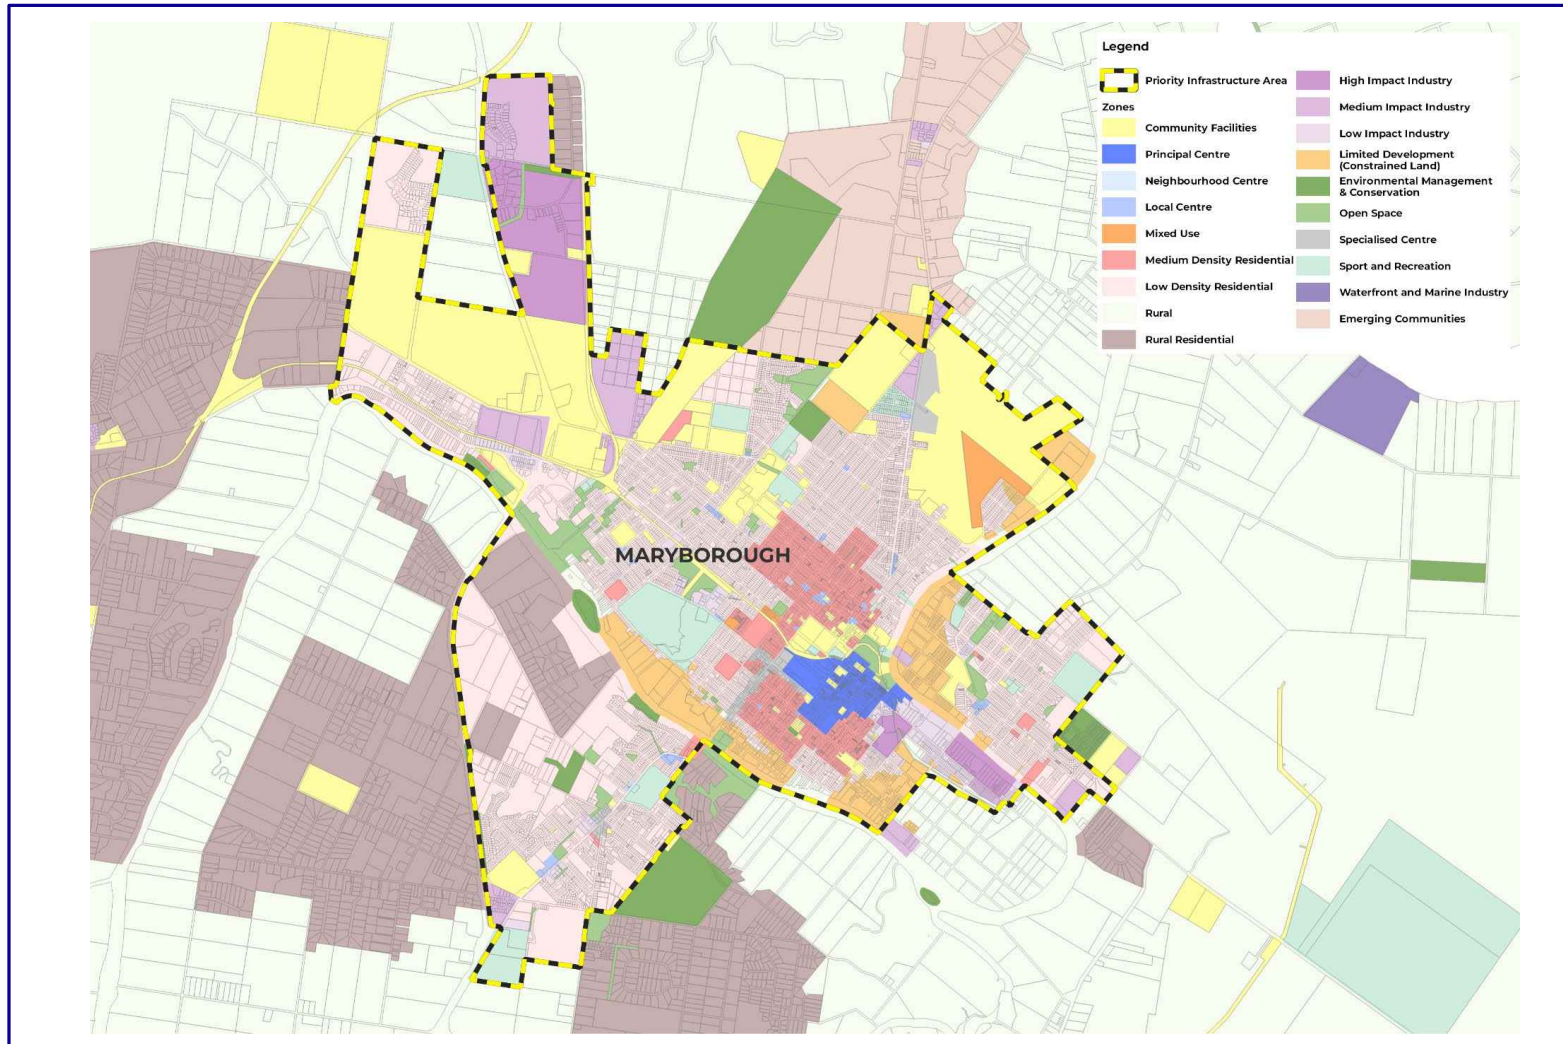 Legend
Priority Infrastructure Area
Zones
Community Facilities
Principal Centre
Neighbourhood Centre
Local Centre
Mixed Use
Medium Density Residential
Low Density Residential
Rural
Rural Residential
High Impact Industry
Medium Impact Industry
Low Impact Industry
Limited Development
(Constrained Land)
Environmental Management
& Conservation
Open Space
Specialised Centre
Sport and Recreation
Waterfront and Marine Industry
Emerging Communities
MARYBOROUGH